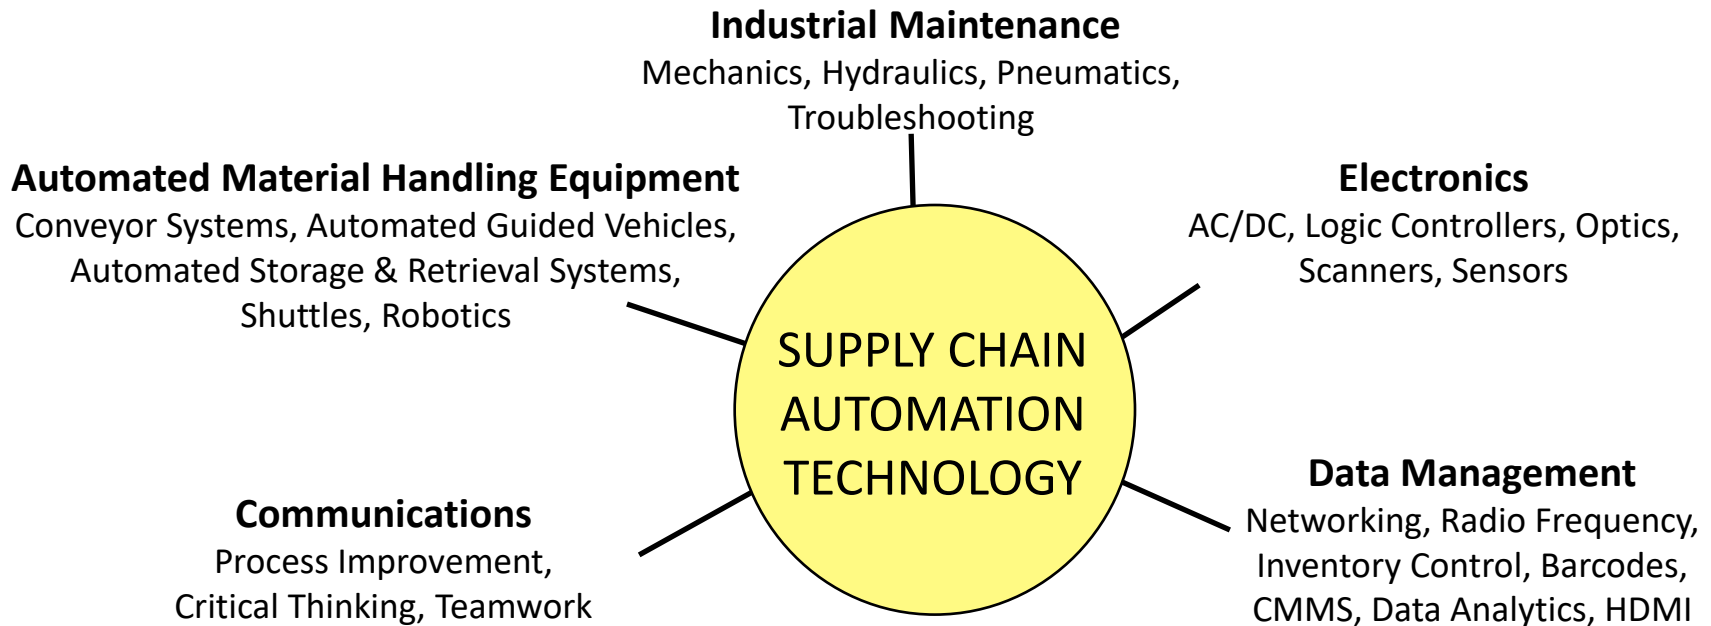 Industrial Maintenance
Mechanics, Hydraulics, Pneumatics,
Troubleshooting
Automated Material Handling Equipment
Conveyor Systems, Automated Guided Vehicles,
Automated Storage & Retrieval Systems,
Shuttles, Robotics
Electronics
AC/DC, Logic Controllers, Optics,
Scanners, Sensors
SUPPLY CHAIN
AUTOMATION
TECHNOLOGY
Communications
Process Improvement,
Critical Thinking, Teamwork
Data Management
Networking, Radio Frequency,
Inventory Control, Barcodes,
CMMS, Data Analytics, HDMI